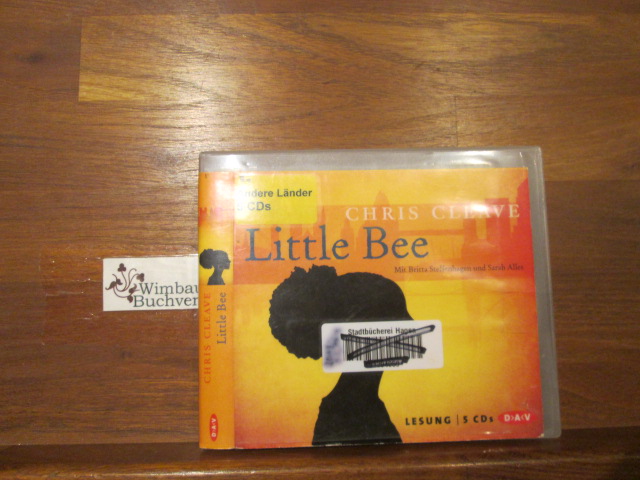 dere Länder
CDs
CHRIS CLEAVE
Little Bee
Mit Britta Steffenhagen und Sarah Alles
Stadtbücherei Hagen
LESUNG | 5 CDs
D›A‹V
CHRIS CLEAVE
Little Bee
D›A‹V
Wimbau
Buchver